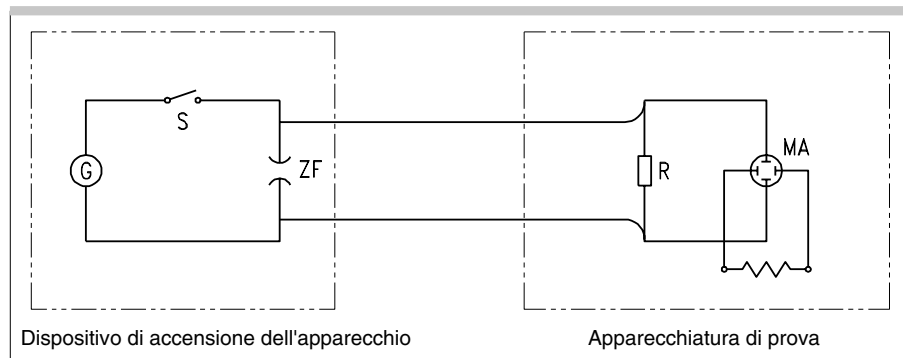 S
G
ZF
R
MA
Dispositivo di accensione dell'apparecchio
Apparecchiatura di prova